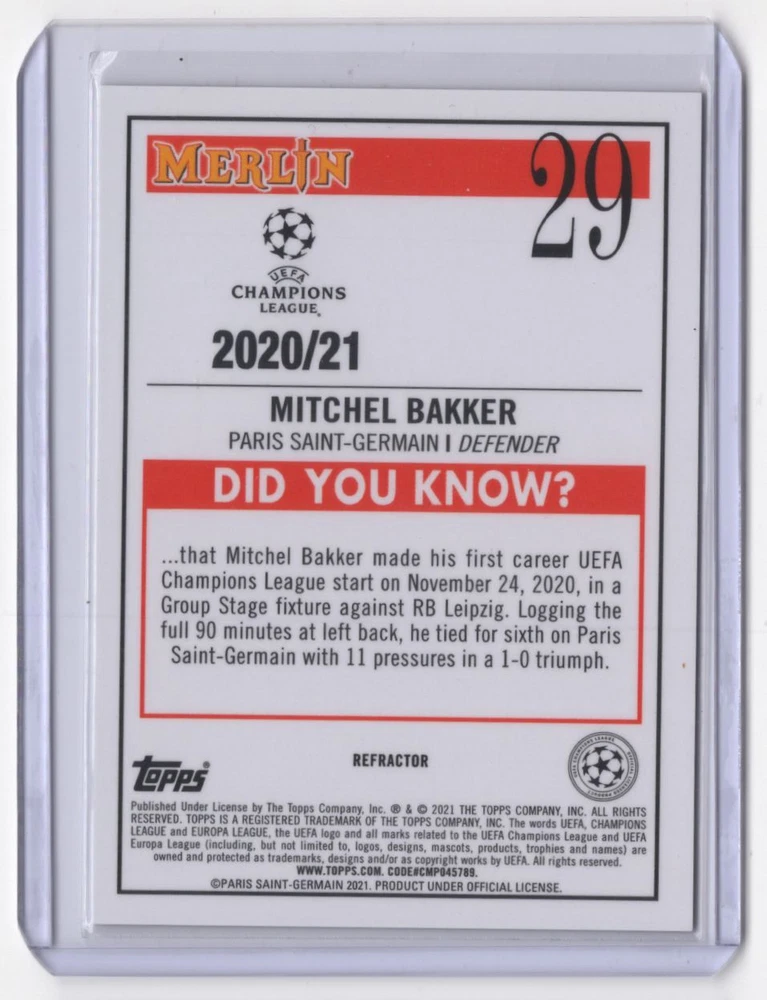 MERLIN
29
UEFA
CHAMPIONS
LEAGUE®
2020/21
MITCHEL BAKKER
PARIS SAINT-GERMAIN I DEFENDER
DID YOU KNOW?
...that Mitchel Bakker made his first career UEFA
Champions League start on November 24, 2020, in a
Group Stage fixture against RB Leipzig. Logging the
full 90 minutes at left back, he tied for sixth on Paris
Saint-Germain with 11 pressures in a 1-0 triumph.
topps®
REFRACTOR
Published Under License by The Topps Company, Inc. ® & © 2021 THE TOPPS COMPANY, INC. ALL RIGHTS
RESERVED. TOPPS IS A REGISTERED TRADEMARK OF THE TOPPS COMPANY, INC. The words UEFA, CHAMPIONS
LEAGUE and EUROPA LEAGUE, the UEFA logo and all marks related to the UEFA Champions League and UEFA
Europa League (including, but not limited to, logos, designs, mascots, products, trophies and names) are
owned and protected as trademarks, designs and/or as copyright works by UEFA. All rights reserved.
WWW.TOPPS.COM. CODE#CMP045789.
©PARIS SAINT-GERMAIN 2021. PRODUCT UNDER OFFICIAL LICENSE.